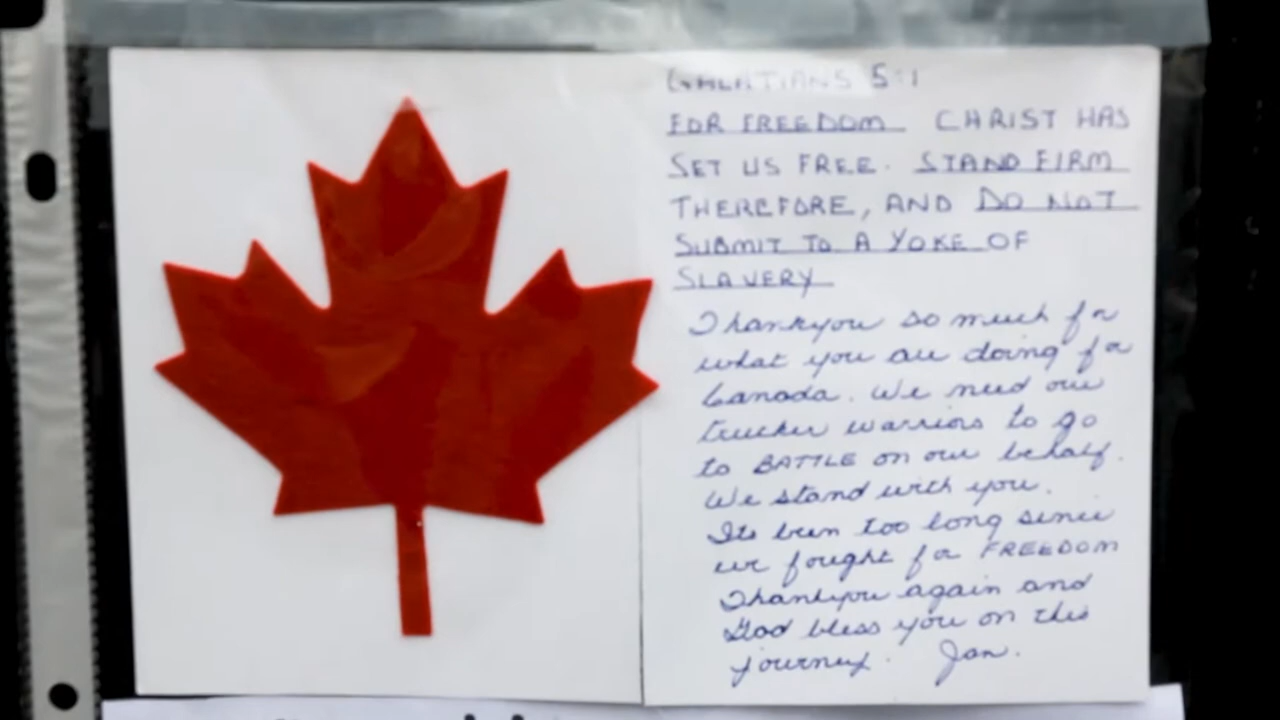 GALATIANS 5:1
FOR FREEDOM CHRIST HAS
SET US FREE. STAND FIRM
THEREFORE, AND DO NOT
SUBMIT TO A YOKE OF
SLAVERY
Thankyou so much for
what you are doing for
Canada. We need our
trucker warriors to go
to BATTLE on our behalf.
We stand with you.
Its been too long since
we fought for FREEDOM
Thankyou again and
God bless you on this
journey. Jan.